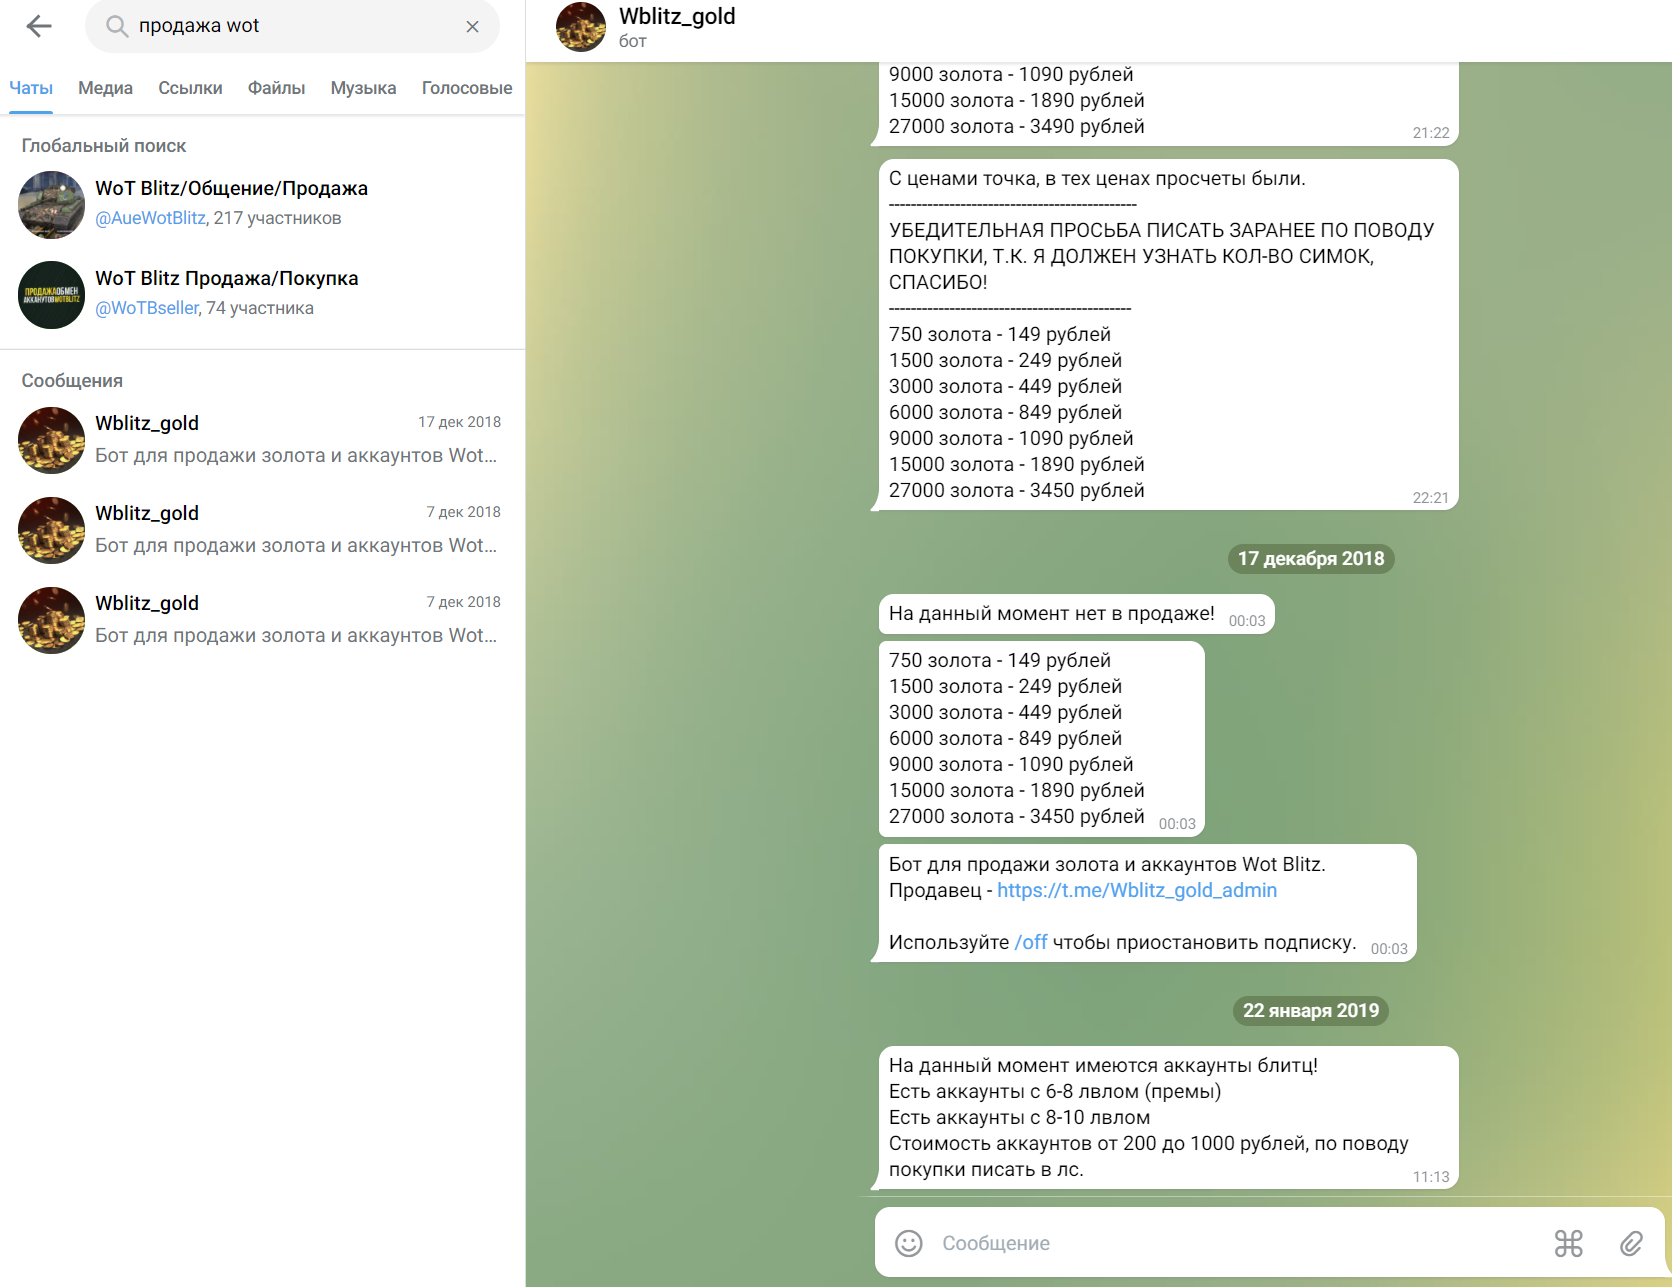 продажа wot
Чаты
Медиа
Ссылки
Файлы
Музыка
Голосовые
Глобальный поиск
WoT Blitz/Общение/Продажа
@AueWotBlitz, 217 участников
ПРОДАЖАОБМЕН
АККАНУТОВWOTBLITZ
WoT Blitz Продажа/Покупка
@WoTBseller, 74 участника
Сообщения
Wblitz_gold
17 дек 2018
Бот для продажи золота и аккаунтов Wot...
Wblitz_gold
7 дек 2018
Бот для продажи золота и аккаунтов Wot...
Wblitz_gold
7 дек 2018
Бот для продажи золота и аккаунтов Wot...
Wblitz_gold
бот
9000 золота - 1090 рублей
15000 золота - 1890 рублей
27000 золота - 3490 рублей
21:22
С ценами точка, в тех ценах просчеты были.
---------------------------------------------
УБЕДИТЕЛЬНАЯ ПРОСЬБА ПИСАТЬ ЗАРАНЕЕ ПО ПОВОДУ
ПОКУПКИ, Т.К. Я ДОЛЖЕН УЗНАТЬ КОЛ-ВО СИМОК,
СПАСИБО!
--------------------------------------------
750 золота - 149 рублей
1500 золота - 249 рублей
3000 золота - 449 рублей
6000 золота - 849 рублей
9000 золота - 1090 рублей
15000 золота - 1890 рублей
27000 золота - 3450 рублей
22:21
17 декабря 2018
На данный момент нет в продаже!
00:03
750 золота - 149 рублей
1500 золота - 249 рублей
3000 золота - 449 рублей
6000 золота - 849 рублей
9000 золота - 1090 рублей
15000 золота - 1890 рублей
27000 золота - 3450 рублей
00:03
Бот для продажи золота и аккаунтов Wot Blitz.
Продавец - https://t.me/Wblitz_gold_admin
Используйте /off чтобы приостановить подписку.
00:03
22 января 2019
На данный момент имеются аккаунты блитц!
Есть аккаунты с 6-8 лвлом (премы)
Есть аккаунты с 8-10 лвлом
Стоимость аккаунтов от 200 до 1000 рублей, по поводу
покупки писать в лс.
11:13
Сообщение